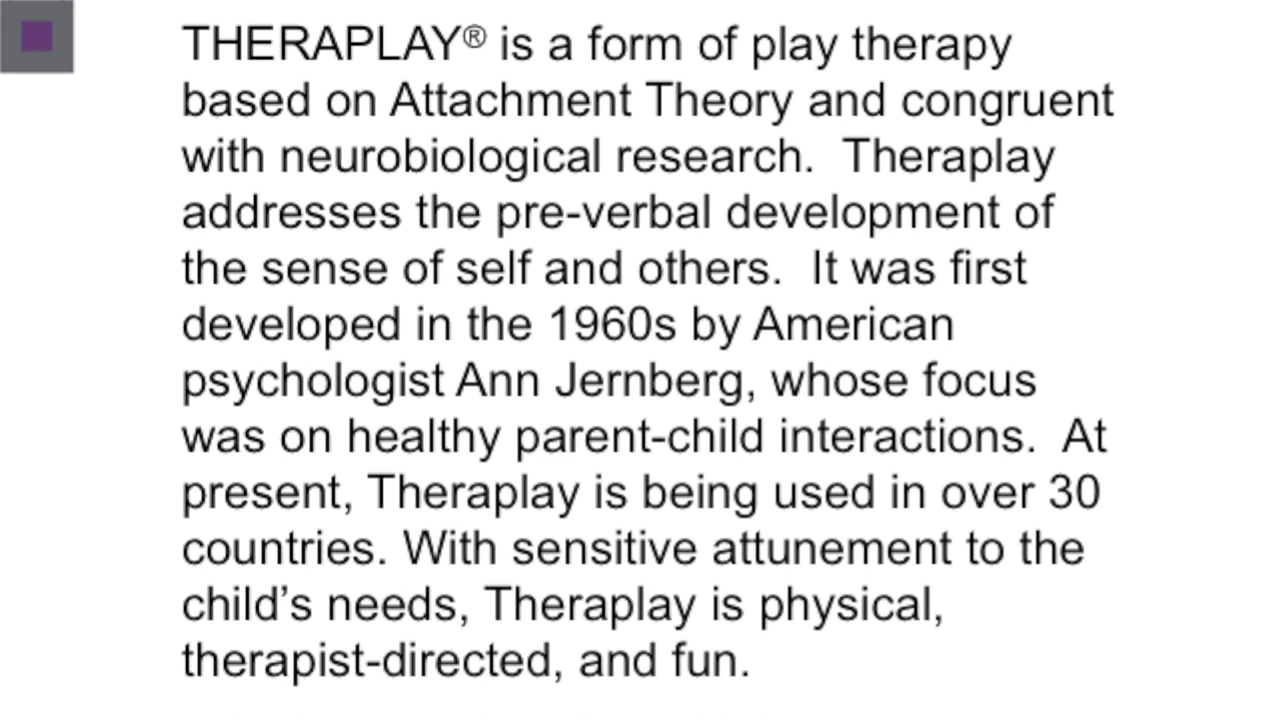 THERAPLAY® is a form of play therapy
based on Attachment Theory and congruent
with neurobiological research.  Theraplay
addresses the pre-verbal development of
the sense of self and others.  It was first
developed in the 1960s by American
psychologist Ann Jernberg, whose focus
was on healthy parent-child interactions.  At
present, Theraplay is being used in over 30
countries. With sensitive attunement to the
child’s needs, Theraplay is physical,
therapist-directed, and fun.